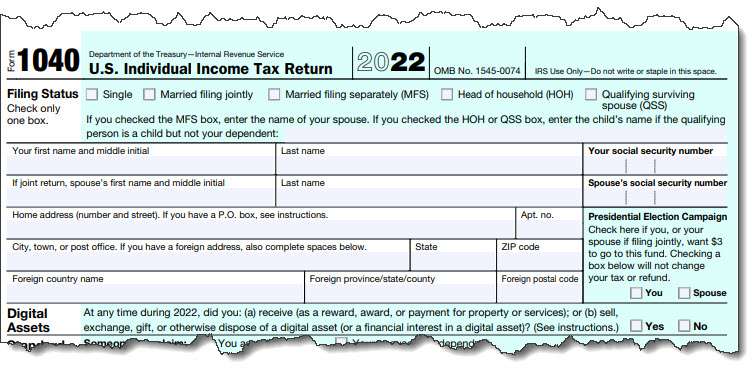 Form 1040 Department of the Treasury—Internal Revenue Service
U.S. Individual Income Tax Return 2022 OMB No. 1545-0074 IRS Use Only—Do not write or staple in this space.
Filing Status Single Married filing jointly Married filing separately (MFS) Head of household (HOH) Qualifying surviving spouse (QSS)
Check only
one box.
If you checked the MFS box, enter the name of your spouse. If you checked the HOH or QSS box, enter the child's name if the qualifying
person is a child but not your dependent:
Your first name and middle initial Last name Your social security number
If joint return, spouse's first name and middle initial Last name Spouse's social security number
Home address (number and street). If you have a P.O. box, see instructions. Apt. no.
City, town, or post office. If you have a foreign address, also complete spaces below. State ZIP code
Foreign country name Foreign province/state/county Foreign postal code
Presidential Election Campaign
Check here if you, or your
spouse if filing jointly, want $3
to go to this fund. Checking a
box below will not change
your tax or refund.
You Spouse
Digital
Assets
At any time during 2022, did you: (a) receive (as a reward, award, or payment for property or services); or (b) sell,
exchange, gift, or otherwise dispose of a digital asset (or a financial interest in a digital asset)? (See instructions.) Yes No